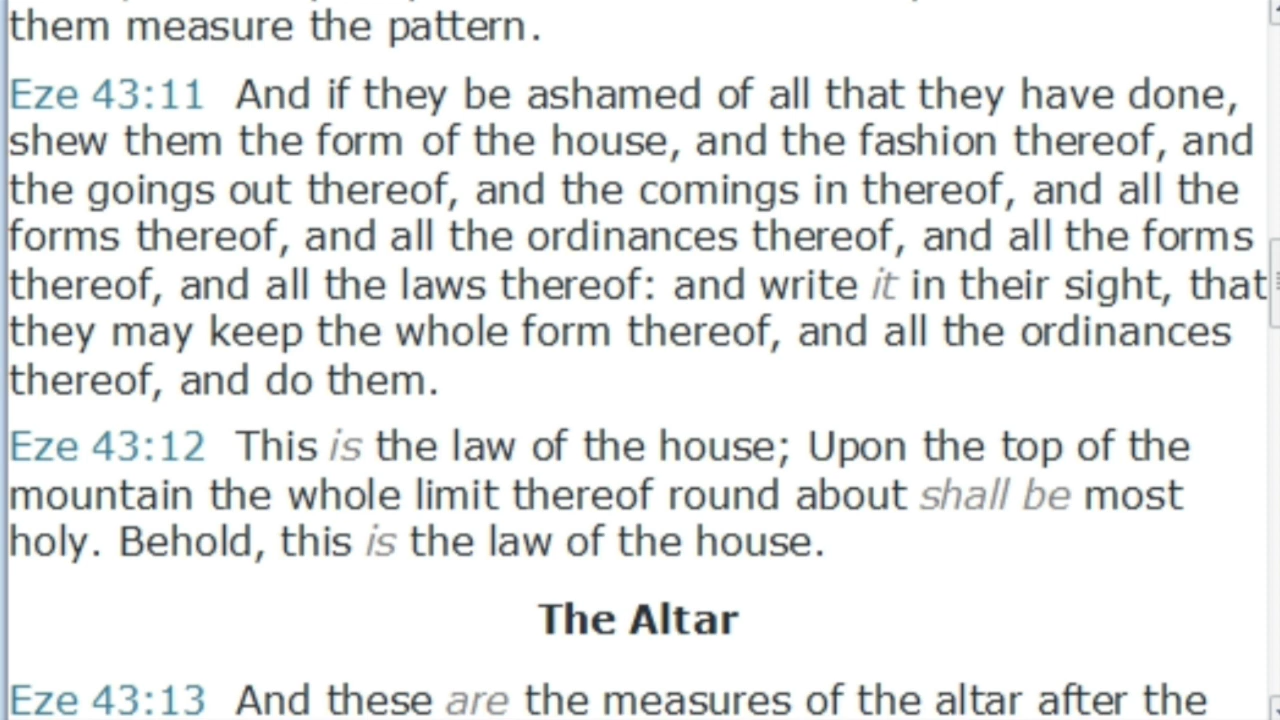 them measure the pattern.
Eze 43:11 And if they be ashamed of all that they have done,
shew them the form of the house, and the fashion thereof, and
the goings out thereof, and the comings in thereof, and all the
forms thereof, and all the ordinances thereof, and all the forms
thereof, and all the laws thereof: and write it in their sight, that
they may keep the whole form thereof, and all the ordinances
thereof, and do them.
Eze 43:12 This is the law of the house; Upon the top of the
mountain the whole limit thereof round about shall be most
holy. Behold, this is the law of the house.
The Altar
Eze 43:13 And these are the measures of the altar after the